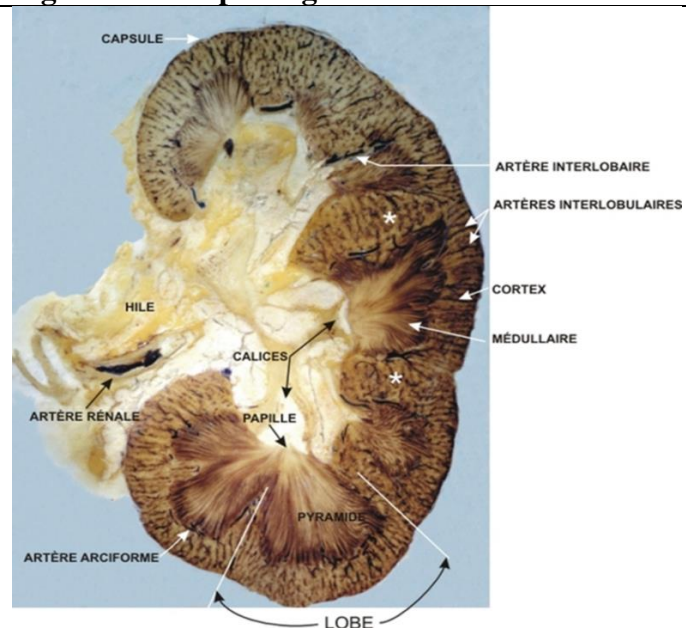 CAPSULE
ARTÈRE INTERLOBAIRE
ARTÈRES INTERLOBULAIRES
*
CORTEX
HILE
MÉDULLAIRE
CALICES
*
ARTÈRE RÉNALE
PAPILLE
PYRAMIDE
ARTÈRE ARCIFORME
LOBE